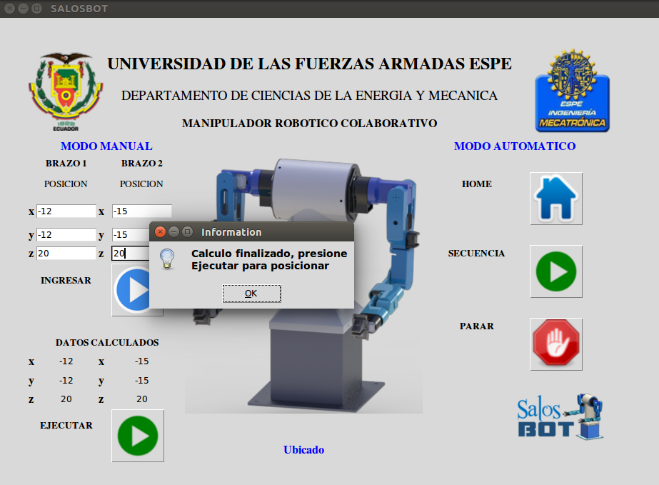 SALOSBOT
UNIVERSIDAD DE LAS FUERZAS ARMADAS ESPE
DEPARTAMENTO DE CIENCIAS DE LA ENERGIA Y MECANICA
MANIPULADOR ROBOTICO COLABORATIVO
ECUADOR
ESPE
INGENIERÍA
MECATRÓNICA
MODO MANUAL
BRAZO 1 BRAZO 2
POSICION POSICION
x -12 x -15
y -12 y -15
z 20 z 20
INGRESAR
Information
Calculo finalizado, presione
Ejecutar para posicionar
OK
DATOS CALCULADOS
x -12 x -15
y -12 y -15
z 20 z 20
EJECUTAR
Ubicado
MODO AUTOMATICO
HOME
SECUENCIA
PARAR
Salos
BOT